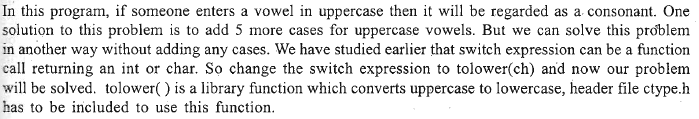 In this program, if someone enters a vowel in uppercase then it will be regarded as a consonant. One
solution to this problem is to add 5 more cases for uppercase vowels. But we can solve this problem
in another way without adding any cases. We have studied earlier that switch expression can be a function
call returning an int or char. So change the switch expression to tolower(ch) and now our problem
will be solved. tolower( ) is a library function which converts uppercase to lowercase, header file ctype.h
has to be included to use this function.